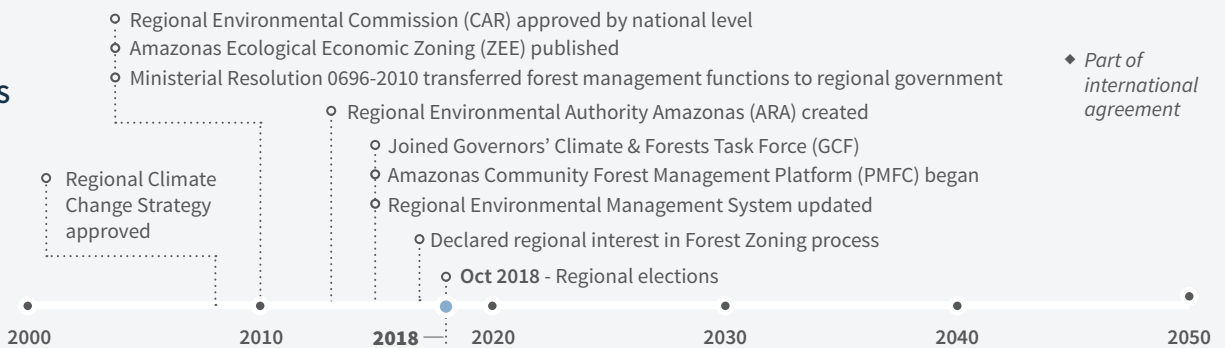 Regional Environmental Commission (CAR) approved by national level
Amazonas Ecological Economic Zoning (ZEE) published
Ministerial Resolution 0696-2010 transferred forest management functions to regional government
S
Part of
international
agreement
Regional Environmental Authority Amazonas (ARA) created
Joined Governors’ Climate & Forests Task Force (GCF)
Amazonas Community Forest Management Platform (PMFC) began
Regional Environmental Management System updated
Regional Climate
Change Strategy
approved
Declared regional interest in Forest Zoning process
Oct 2018 - Regional elections
2000 2010 2018 2020 2030 2040 2050